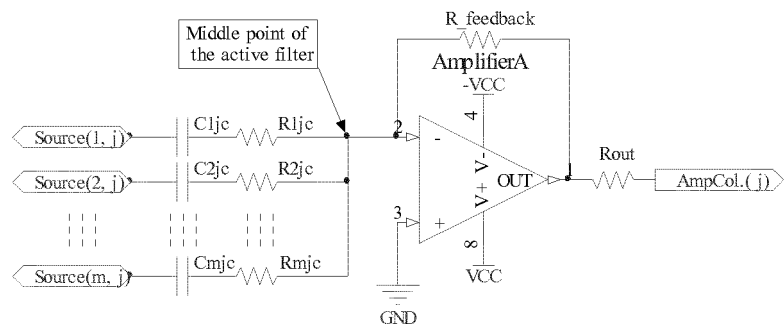 R_feedback
Middle point of
the active filter
AmplifierA
-VCC
4
Source(1, j)
C1jc
R1jc
2
-
V-
Rout
Source(2, j)
C2jc
R2jc
OUT
1
AmpCol.( j)
V+
3
+
8
Source(m, j)
Cmjc
Rmjc
VCC
GND